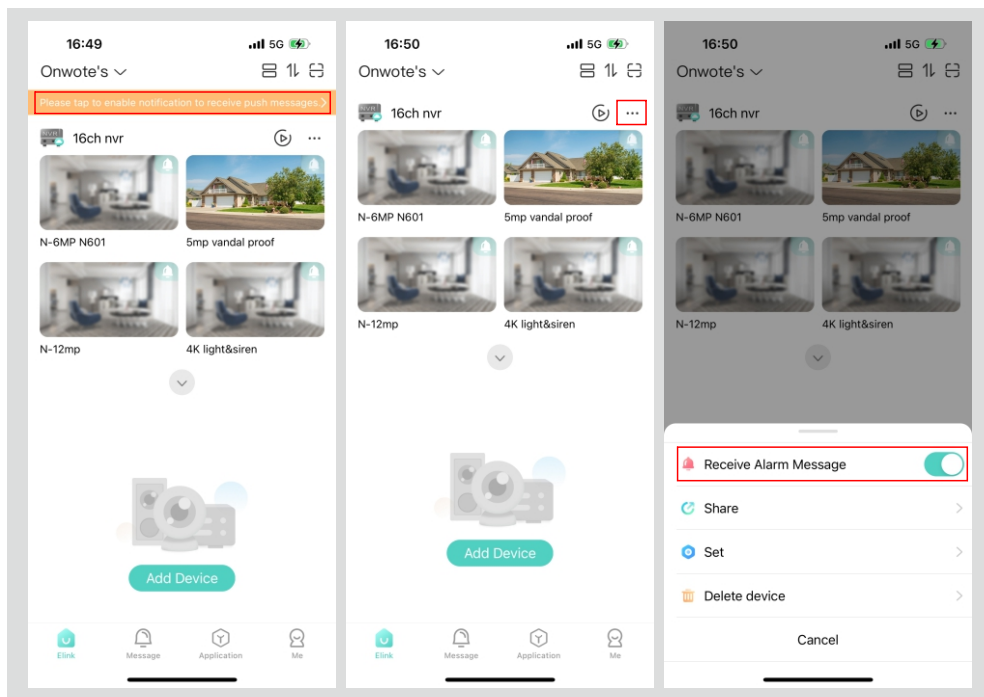 16:49
5G
Onwote's
Please tap to enable notification to receive push messages.
NVR
16ch nvr
N-6MP N601
5mp vandal proof
N-12mp
4K light&siren
Add Device
Elink
Message
Application
Me
16:50
5G
Onwote's
NVR
16ch nvr
N-6MP N601
5mp vandal proof
N-12mp
4K light&siren
Add Device
Elink
Message
Application
Me
16:50
5G
Onwote's
NVR
16ch nvr
N-6MP N601
5mp vandal proof
N-12mp
4K light&siren
Receive Alarm Message
Share
Set
Delete device
Cancel